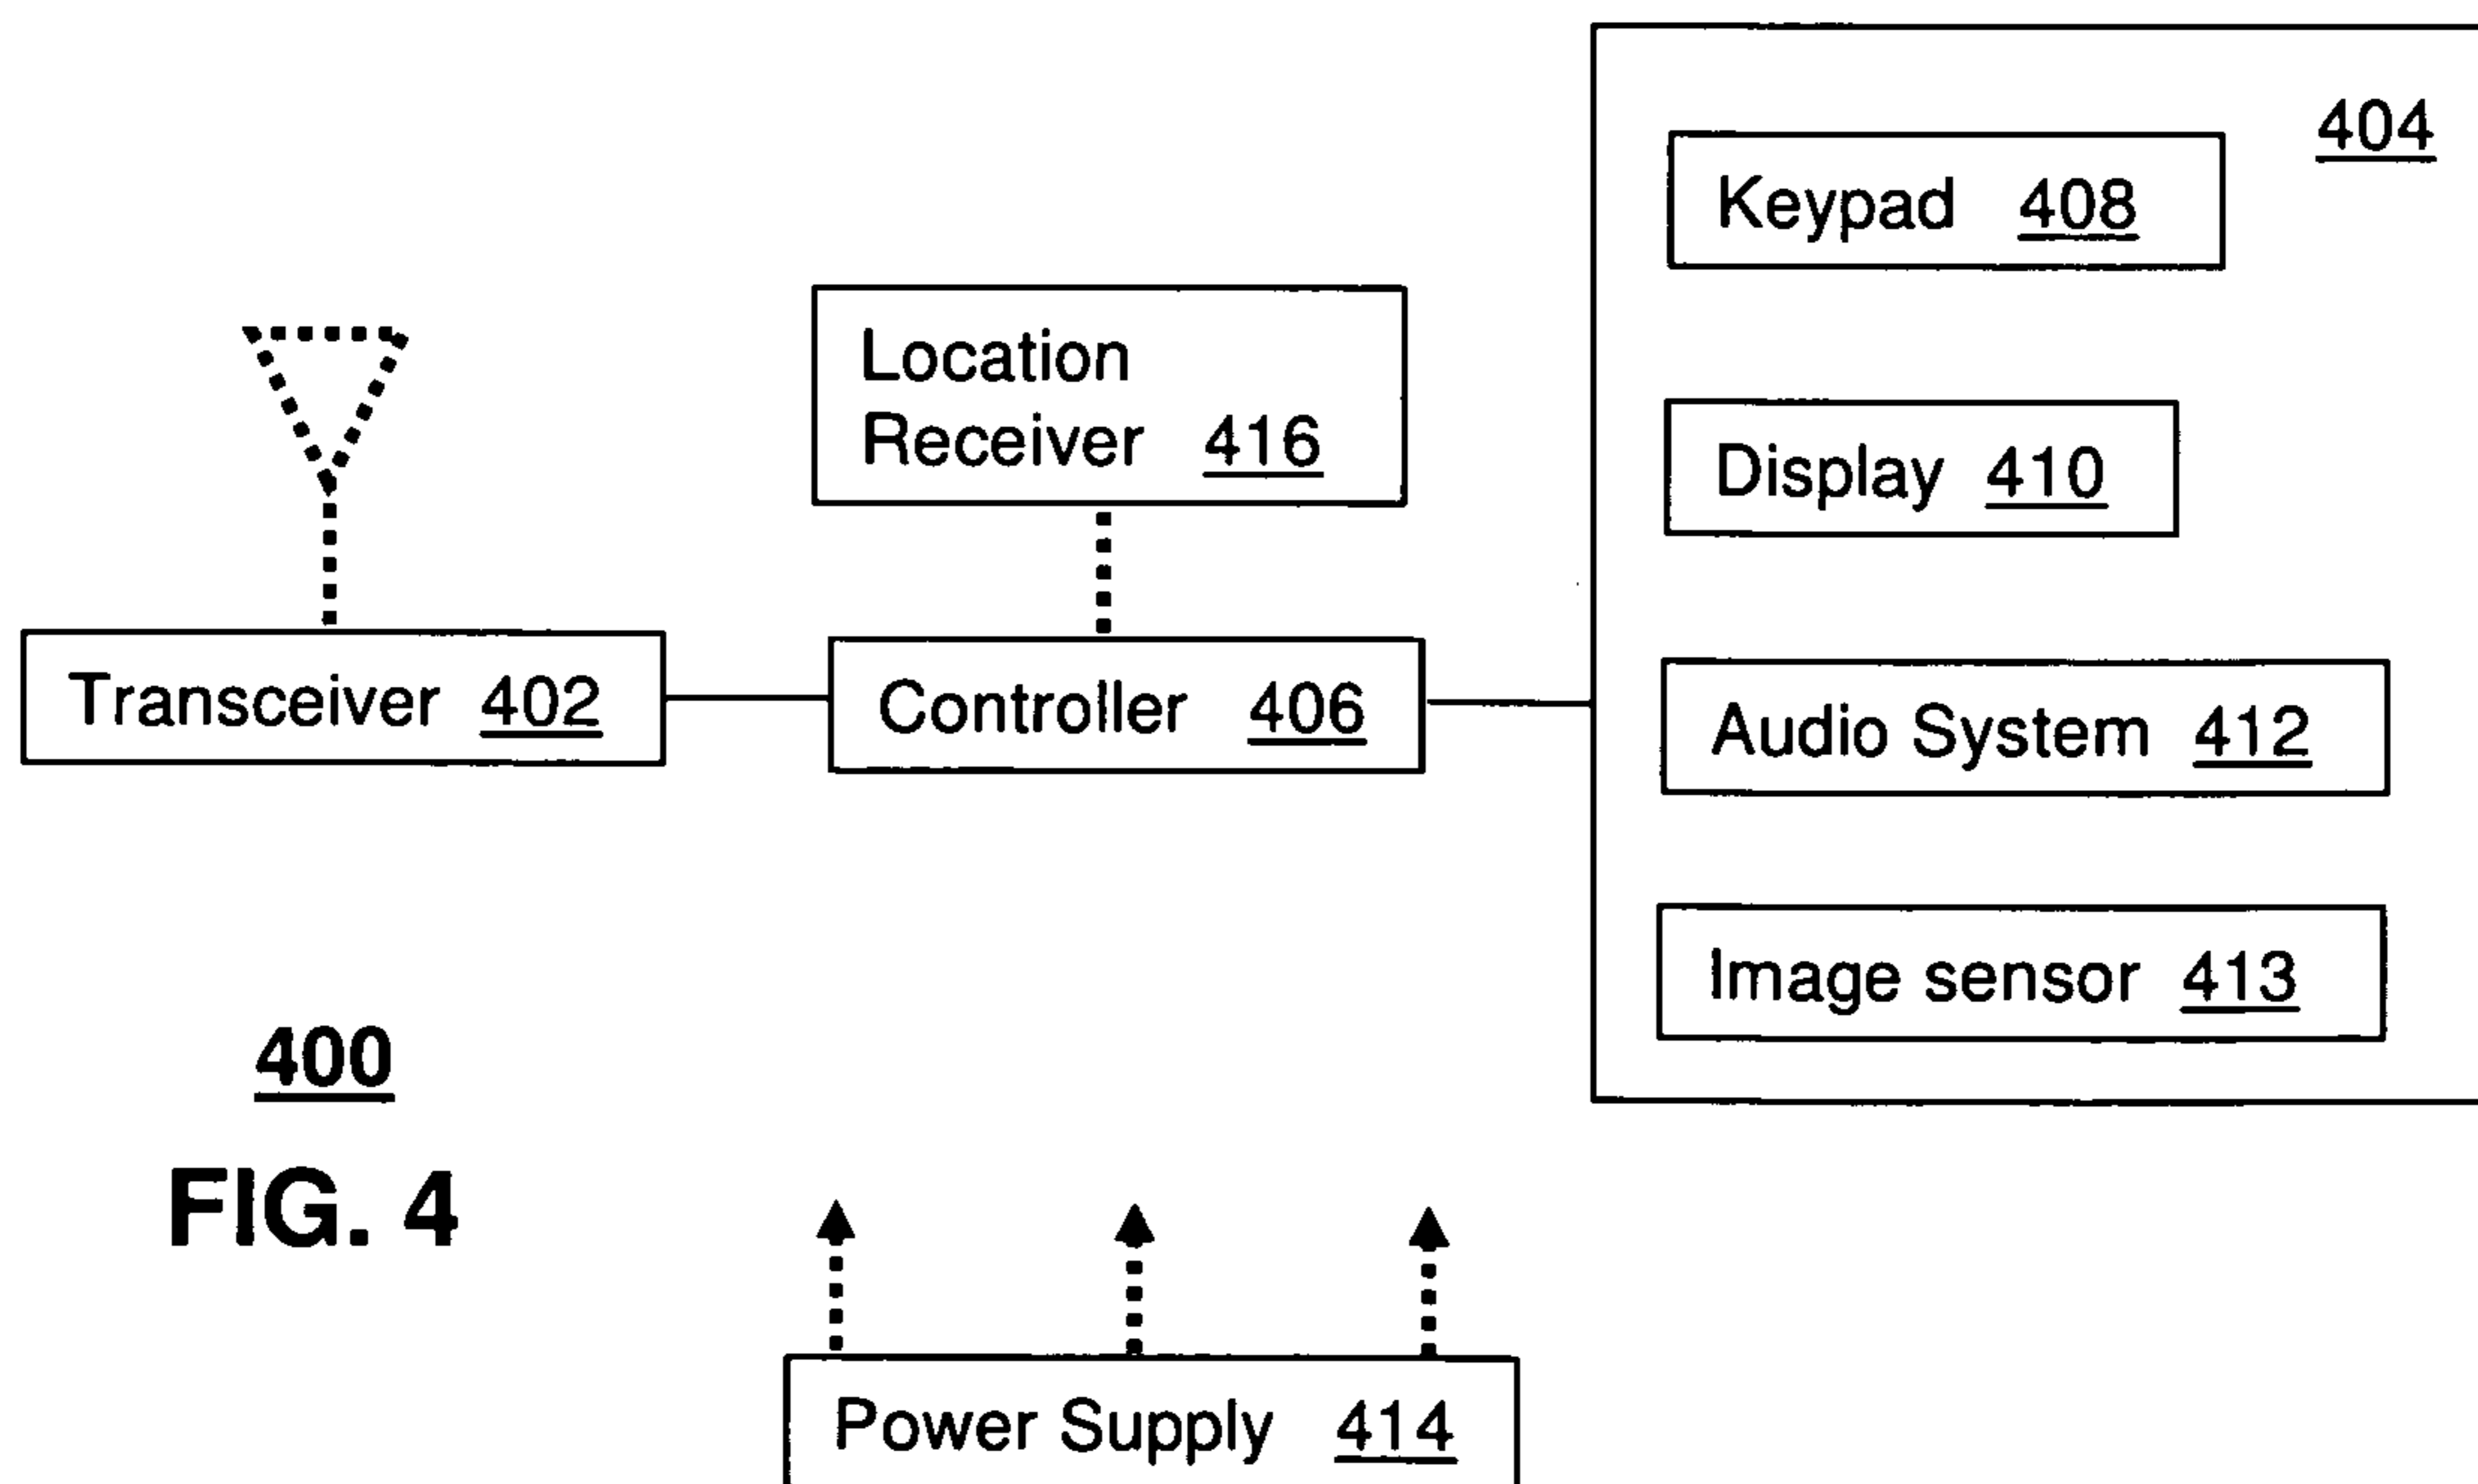 404
Keypad 408
Location
Receiver 416
Display 410
Transceiver 402
Controller 406
Audio System 412
Image sensor 413
400
FIG. 4
Power Supply 414